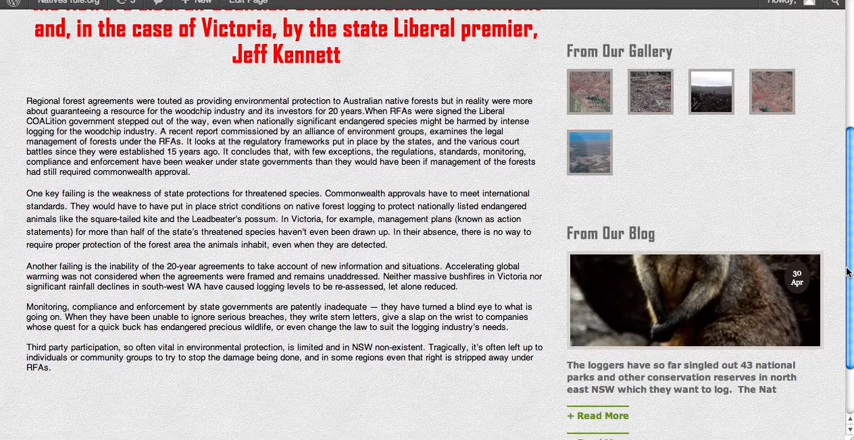 Nativesrule.org
3
+ New
Edit Page
Howdy,
and, in the case of Victoria, by the state Liberal premier,
Jeff Kennett
Regional forest agreements were touted as providing environmental protection to Australian native forests but in reality were more
about guaranteeing a resource for the woodchip industry and its investors for 20 years.When RFAs were signed the Liberal
COALition government stepped out of the way, even when nationally significant endangered species might be harmed by intense
logging for the woodchip industry. A recent report commissioned by an alliance of environment groups, examines the legal
management of forests under the RFAs. It looks at the regulatory frameworks put in place by the states, and the various court
battles since they were established 15 years ago. It concludes that, with few exceptions, the regulations, standards, monitoring,
compliance and enforcement have been weaker under state governments than they would have been if management of the forests
had still required commonwealth approval.
One key failing is the weakness of state protections for threatened species. Commonwealth approvals have to meet international
standards. They would have to have put in place strict conditions on native forest logging to protect nationally listed endangered
animals like the square-tailed kite and the Leadbeater's possum. In Victoria, for example, management plans (known as action
statements) for more than half of the state's threatened species haven't even been drawn up. In their absence, there is no way to
require proper protection of the forest area the animals inhabit, even when they are detected.
Another failing is the inability of the 20-year agreements to take account of new information and situations. Accelerating global
warming was not considered when the agreements were framed and remains unaddressed. Neither massive bushfires in Victoria nor
significant rainfall declines in south-west WA have caused logging levels to be re-assessed, let alone reduced.
Monitoring, compliance and enforcement by state governments are patently inadequate — they have turned a blind eye to what is
going on. When they have been unable to ignore serious breaches, they write stern letters, give a slap on the wrist to companies
whose quest for a quick buck has endangered precious wildlife, or even change the law to suit the logging industry's needs.
Third party participation, so often vital in environmental protection, is limited and in NSW non-existent. Tragically, it's often left up to
individuals or community groups to try to stop the damage being done, and in some regions even that right is stripped away under
RFAs.
From Our Gallery
From Our Blog
30
Apr
The loggers have so far singled out 43 national
parks and other conservation reserves in north
east NSW which they want to log. The Nat
+ Read More